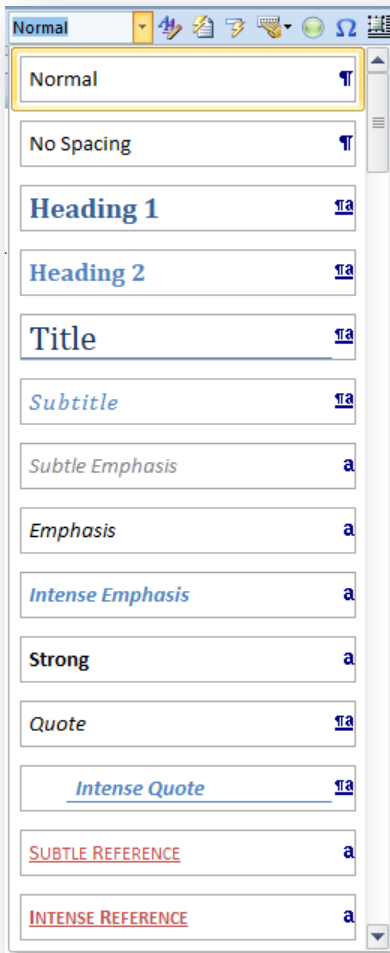 Normal
Normal ¶
No Spacing ¶
Heading 1 ¶a
Heading 2 ¶a
Title ¶a
Subtitle ¶a
Subtle Emphasis a
Emphasis a
Intense Emphasis a
Strong a
Quote ¶a
Intense Quote ¶a
SUBTLE REFERENCE a
INTENSE REFERENCE a